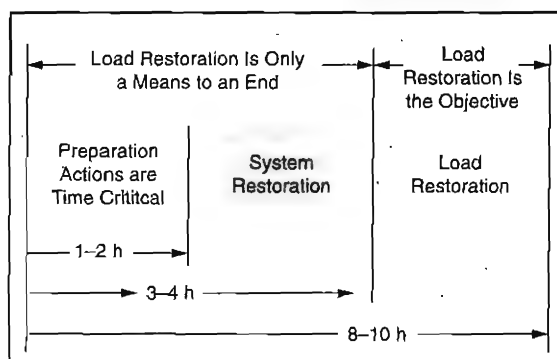 Load Restoration Is Only
a Means to an End
Load
Restoration Is
the Objective
Preparation
Actions are
Time Crititcal
System
Restoration
Load
Restoration
1–2 h
3–4 h
8–10 h